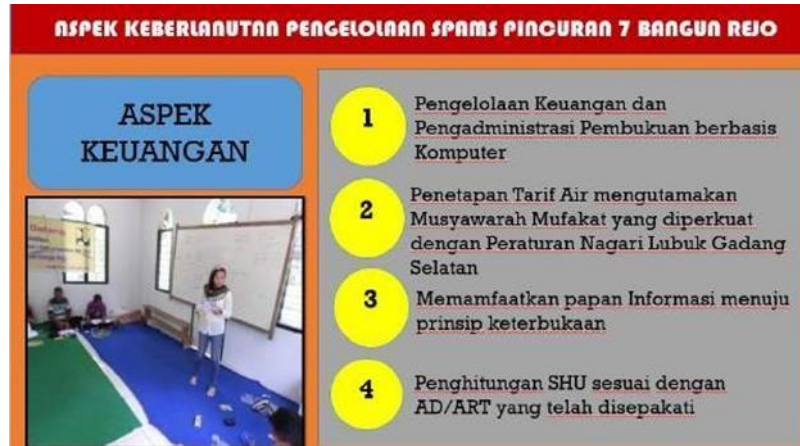 ASPEK KEBERLANUTAN PENGELOLAAN SPAMS PINCURAN 7 BANGUN REJO
ASPEK
KEUANGAN
1
Pengelolaan Keuangan dan
Pengadministrasi Pembukuan berbasis
Komputer
2
Penetapan Tarif Air mengutamakan
Musyawarah Mufakat yang diperkuat
dengan Peraturan Nagari Lubuk Gadang
Selatan
3
Memamfaatkan papan Informasi menuju
prinsip keterbukaan
4
Penghitungan SHU sesuai dengan
AD/ART yang telah disepakati